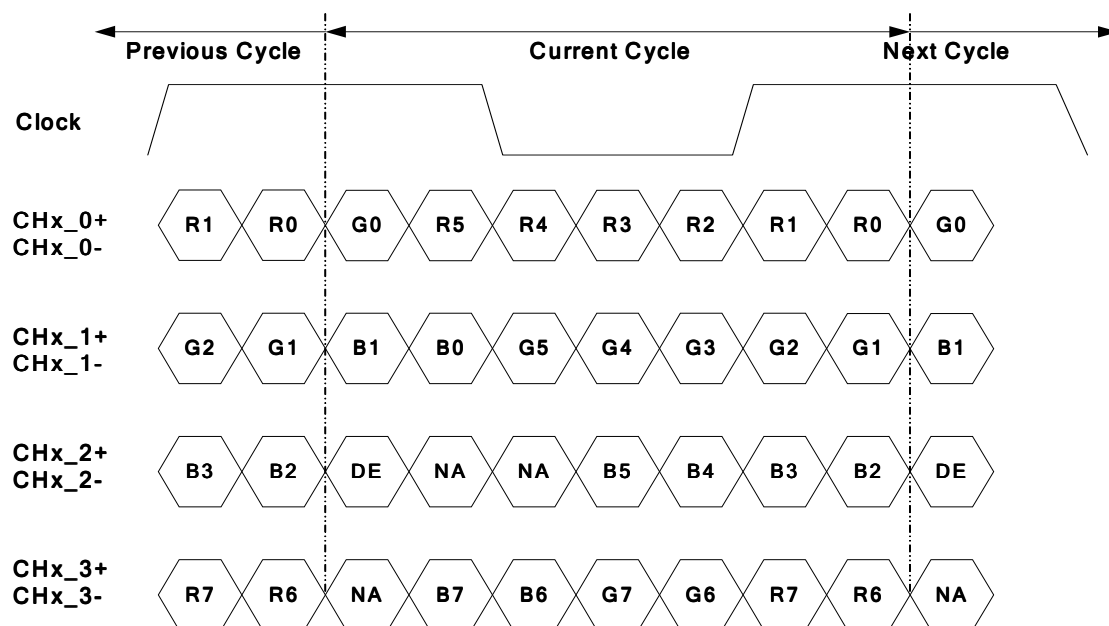 Previous Cycle Current Cycle Next Cycle
Clock
CHx_0+
CHx_0-
R1 R0 G0 R5 R4 R3 R2 R1 R0 G0
CHx_1+
CHx_1-
G2 G1 B1 B0 G5 G4 G3 G2 G1 B1
CHx_2+
CHx_2-
B3 B2 DE NA NA B5 B4 B3 B2 DE
CHx_3+
CHx_3-
R7 R6 NA B7 B6 G7 G6 R7 R6 NA